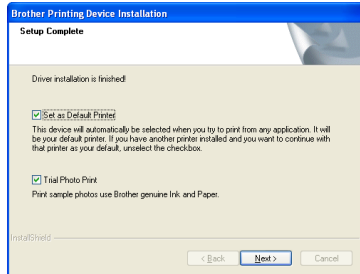 Brother Printing Device Installation
Setup Complete
Driver installation is finished!
Set as Default Printer
This device will automatically be selected when you try to print from any application. It will
be your default printer. If you have another printer installed and you want to continue with
that printer as your default, unselect the checkbox.
Trial Photo Print
Print sample photos use Brother genuine Ink and Paper.
InstallShield
< Back Next > Cancel